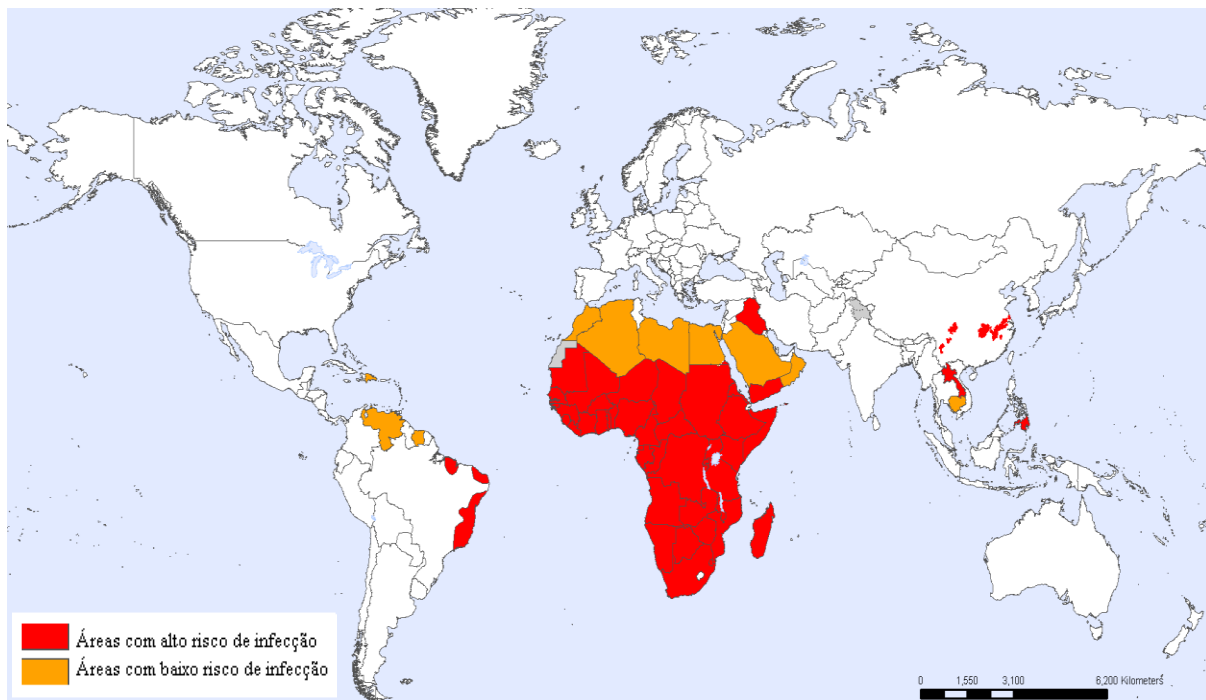 Áreas com alto risco de infecção
Áreas com baixo risco de infecção
0 1,550 3,100 6,200 Kilometers